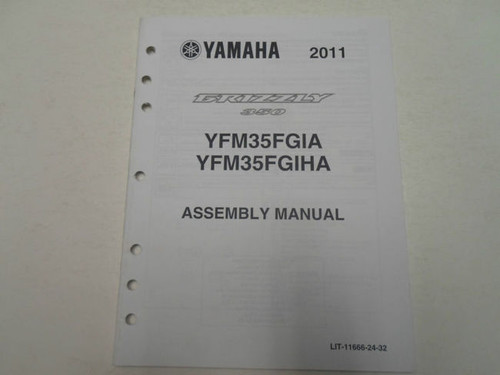 YAMAHA 2011
GRIZZLY
350
YFM35FGIA
YFM35FGIHA
ASSEMBLY MANUAL
LIT-11666-24-32